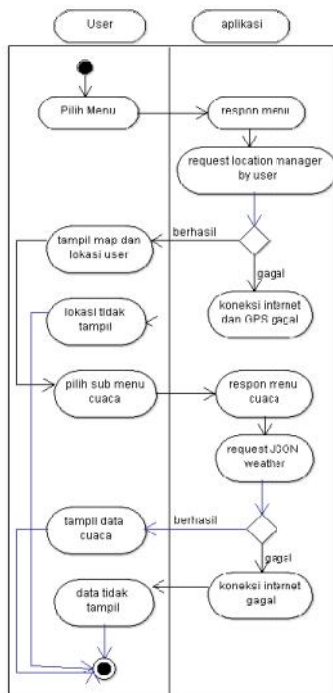 User
aplikasi
Pilih Menu
respon menu
request location manager
by user
berhasil
tampil map dan
lokasi user
gagal
lokasi tidak
tampil
koneksi internet
dan GPS gagal
pilih sub menu
cuaca
respon menu
cuaca
request JSON
weather
tampil data
cuaca
berhasil
gagal
data tidak
tampil
koneksi internet
gagal